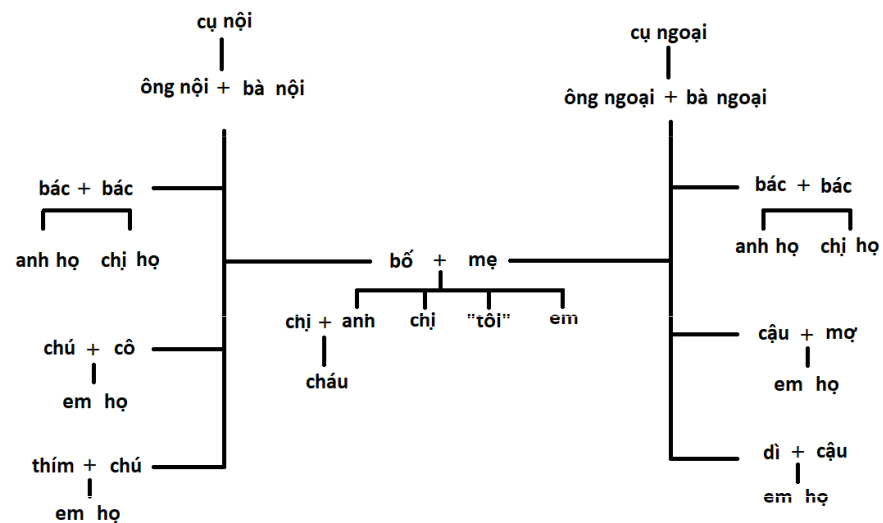 cụ nội
cụ ngoại
ông nội + bà nội
ông ngoại + bà ngoại
bác + bác
bác + bác
anh họ chị họ
anh họ chị họ
bố + mẹ
chị + anh chị "tôi" em
cháu
chú + cô
em họ
cậu + mợ
em họ
thím + chú
em họ
dì + cậu
em họ